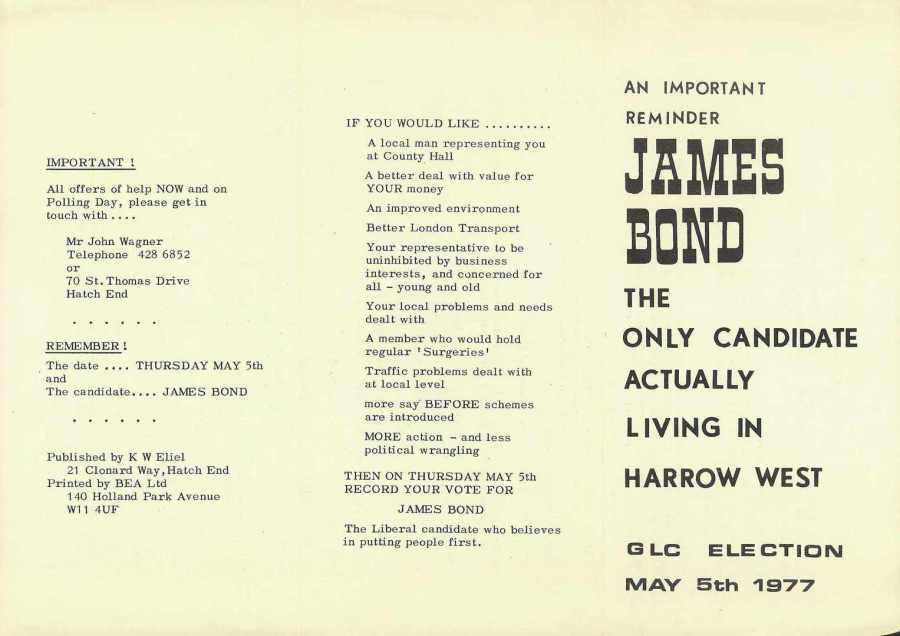 IMPORTANT !
All offers of help NOW and on
Polling Day, please get in
touch with ....
Mr John Wagner
Telephone 428 6852
or
70 St. Thomas Drive
Hatch End
. . . . . .
REMEMBER !
The date .... THURSDAY MAY 5th
and
The candidate.... JAMES BOND
. . . . . .
Published by K W Eliel
21 Clonard Way, Hatch End
Printed by BEA Ltd
140 Holland Park Avenue
W11 4UF
IF YOU WOULD LIKE ..........
A local man representing you
at County Hall
A better deal with value for
YOUR money
An improved environment
Better London Transport
Your representative to be
uninhibited by business
interests, and concerned for
all - young and old
Your local problems and needs
dealt with
A member who would hold
regular 'Surgeries'
Traffic problems dealt with
at local level
more say BEFORE schemes
are introduced
MORE action - and less
political wrangling
THEN ON THURSDAY MAY 5th
RECORD YOUR VOTE FOR
JAMES BOND
The Liberal candidate who believes
in putting people first.
AN IMPORTANT
REMINDER
JAMES
BOND
THE
ONLY CANDIDATE
ACTUALLY
LIVING IN
HARROW WEST
GLC ELECTION
MAY 5th 1977